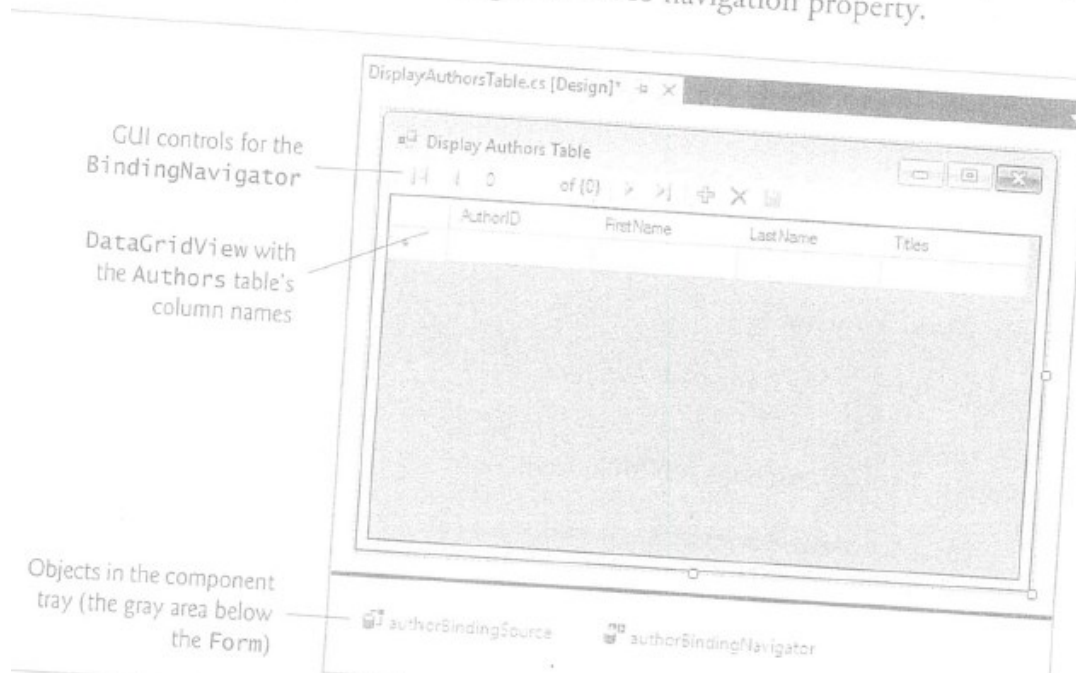 navigation property.
DisplayAuthorsTable.cs [Design]*
GUI controls for the
BindingNavigator
Display Authors Table
0 of {0}
AuthorID FirstName LastName Titles
DataGridView with
the Authors table's
column names
Objects in the component
tray (the gray area below
the Form)
authorBindingSource authorBindingNavigator